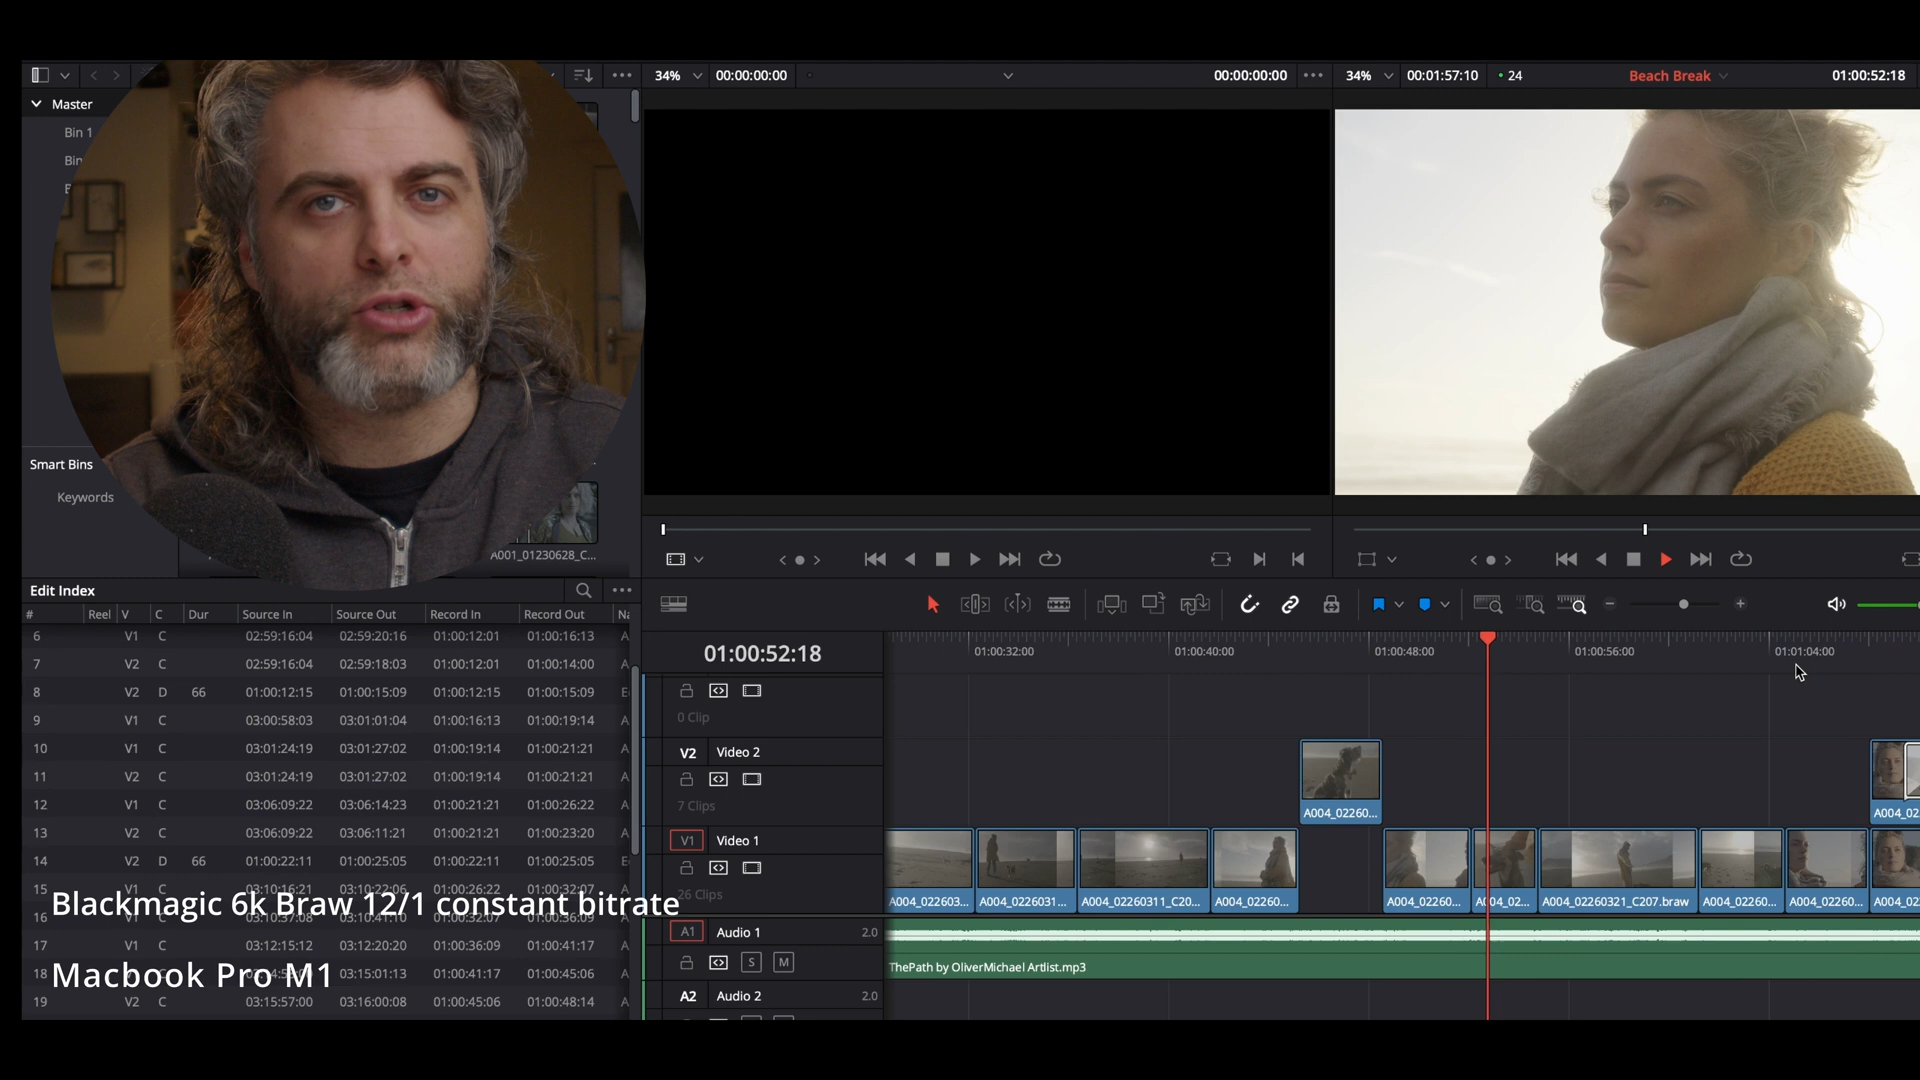 34%
00:00:00:00
00:00:00:00
34%
00:01:57:10
24
Beach Break
01:00:52:18
Master
Bin 1
Bin
Smart Bins
Keywords
A001_01230628_C...
Edit Index
# Reel V C Dur Source In Source Out Record In Record Out Na
6 V1 C 02:59:16:04 02:59:20:16 01:00:12:01 01:00:16:13 A
7 V2 C 02:59:16:04 02:59:18:03 01:00:12:01 01:00:14:00 A
8 V2 D 66 01:00:12:15 01:00:15:09 01:00:12:15 01:00:15:09 E
9 V1 C 03:00:58:03 03:01:01:04 01:00:16:13 01:00:19:14 A
10 V1 C 03:01:24:19 03:01:27:02 01:00:19:14 01:00:21:21 A
11 V2 C 03:01:24:19 03:01:27:02 01:00:19:14 01:00:21:21 A
12 V1 C 03:06:09:22 03:06:14:23 01:00:21:21 01:00:26:22 A
13 V2 C 03:06:09:22 03:06:11:21 01:00:21:21 01:00:23:20 A
14 V2 D 66 01:00:22:11 01:00:25:05 01:00:22:11 01:00:25:05 E
15 V1 C 03:10:16:21 03:10:22:06 01:00:26:22 01:00:32:07 A
Blackmagic 6k Braw 12/1 constant bitrate
16 V1 C
17 V1 C 03:12:15:12 03:12:20:20 01:00:36:09 01:00:41:17 A
18 03:15:01:13 01:00:41:17 01:00:45:06 A
Macbook Pro M1
19 V2 C 03:15:57:00 03:16:00:08 01:00:45:06 01:00:48:14 A
01:00:52:18
01:00:32:00
01:00:40:00
01:00:48:00
01:00:56:00
01:01:04:00
0 Clip
V2 Video 2
7 Clips
A004_02260...
A004_02
V1 Video 1
26 Clips
A004_022603...
A004_0226031...
A004_02260311_C20...
A004_02260...
A004_02260...
A004_02...
A004_02260321_C207.braw
A004_02260...
A004_02260...
A004_02
A1 Audio 1 2.0
S M
ThePath by OliverMichael Artlist.mp3
A2 Audio 2 2.0